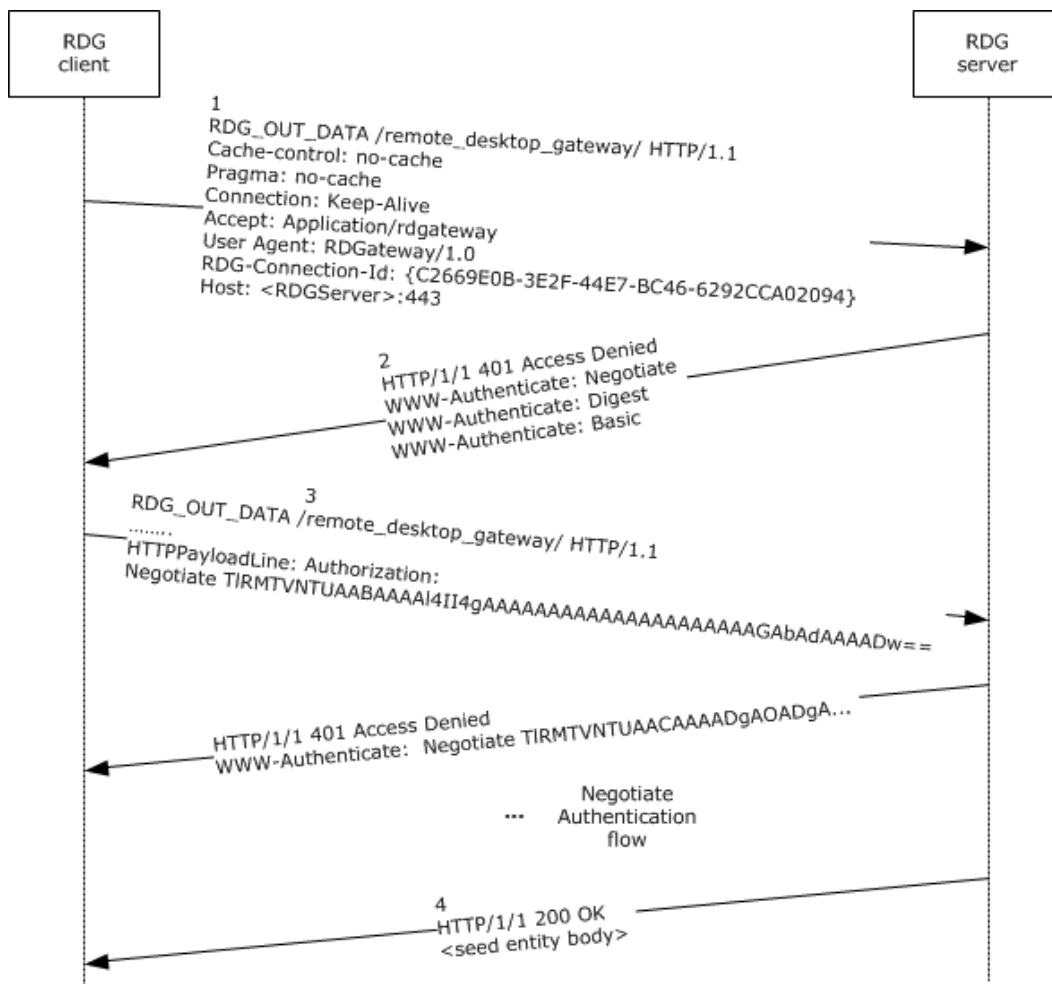 RDG
client
RDG
server
1
RDG_OUT_DATA /remote_desktop_gateway/ HTTP/1.1
Cache-control: no-cache
Pragma: no-cache
Connection: Keep-Alive
Accept: Application/rdgateway
User Agent: RDGateway/1.0
RDG-Connection-Id: {C2669E0B-3E2F-44E7-BC46-6292CCA02094}
Host: <RDGServer>:443
2
HTTP/1/1 401 Access Denied
WWW-Authenticate: Negotiate
WWW-Authenticate: Digest
WWW-Authenticate: Basic
3
RDG_OUT_DATA /remote_desktop_gateway/ HTTP/1.1
........
HTTPPayloadLine: Authorization:
Negotiate TlRMTVNTUAABAAAAl4II4gAAAAAAAAAAAAAAAAAAAAAGAbAdAAAADw==
HTTP/1/1 401 Access Denied
WWW-Authenticate:  Negotiate TlRMTVNTUAACAAAADgAOADgA...
... Negotiate
Authentication
flow
4
HTTP/1/1 200 OK
<seed entity body>